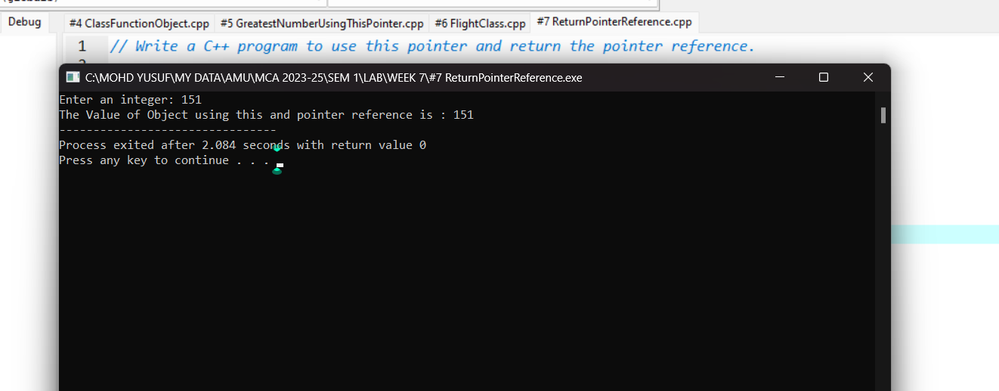 Debug
#4 ClassFunctionObject.cpp #5 GreatestNumberUsingThisPointer.cpp #6 FlightClass.cpp #7 ReturnPointerReference.cpp
1 // Write a C++ program to use this pointer and return the pointer reference.
C:\MOHD YUSUF\MY DATA\AMU\MCA 2023-25\SEM 1\LAB\WEEK 7\#7 ReturnPointerReference.exe
Enter an integer: 151
The Value of Object using this and pointer reference is : 151
--------------------------------
Process exited after 2.084 seconds with return value 0
Press any key to continue . . .